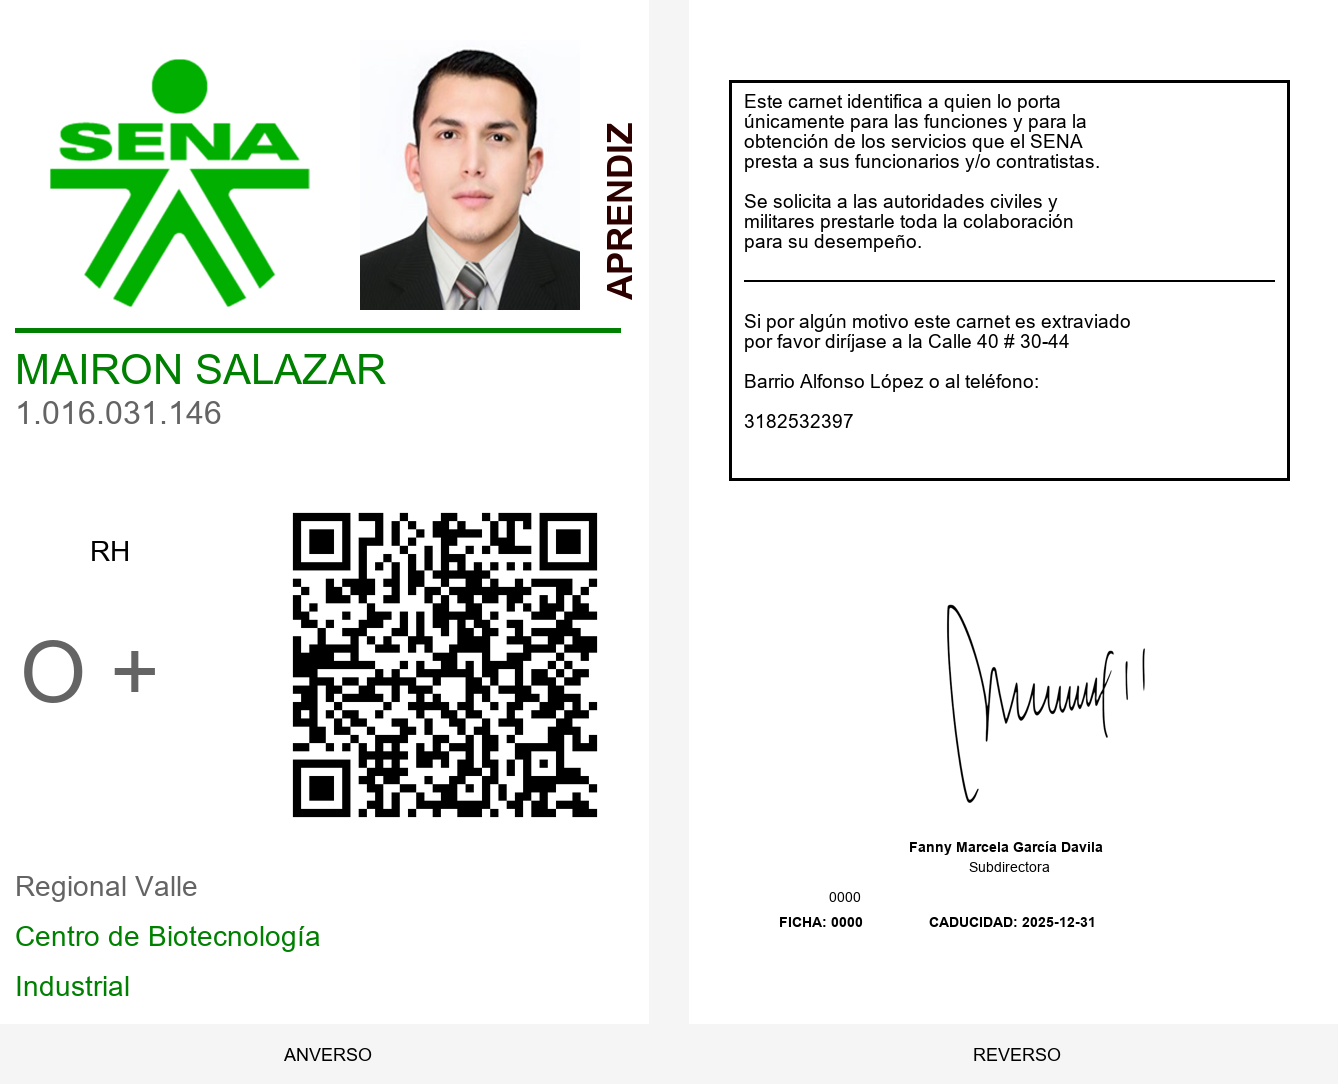 SENA
APRENDIZ
MAIRON SALAZAR
1.016.031.146
RH
O +
Regional Valle
Centro de Biotecnología
Industrial
ANVERSO
Este carnet identifica a quien lo porta
únicamente para las funciones y para la
obtención de los servicios que el SENA
presta a sus funcionarios y/o contratistas.
Se solicita a las autoridades civiles y
militares prestarle toda la colaboración
para su desempeño.
Si por algún motivo este carnet es extraviado
por favor diríjase a la Calle 40 # 30-44
Barrio Alfonso López o al teléfono:
3182532397
Fanny Marcela García Davila
Subdirectora
0000
FICHA: 0000 CADUCIDAD: 2025-12-31
REVERSO